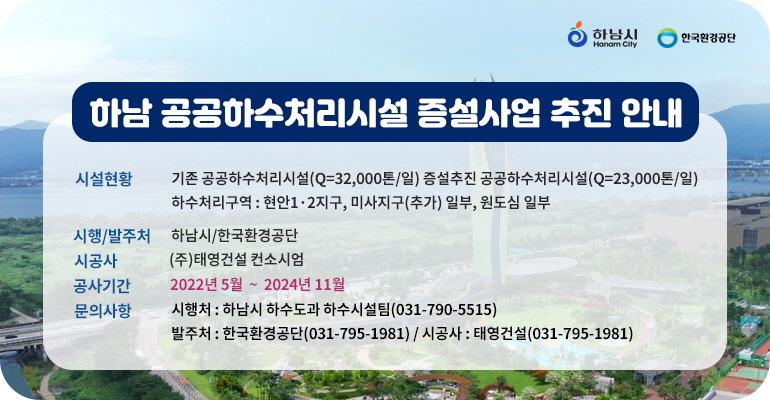 하남시
Hanam City
한국환경공단
하남 공공하수처리시설 증설사업 추진 안내
시설현황 기존 공공하수처리시설(Q=32,000톤/일) 증설추진 공공하수처리시설(Q=23,000톤/일)
하수처리구역 : 현안1·2지구, 미사지구(추가) 일부, 원도심 일부
시행/발주처 하남시/한국환경공단
시공사 (주)태영건설 컨소시엄
공사기간 2022년 5월 ~ 2024년 11월
문의사항 시행처 : 하남시 하수도과 하수시설팀(031-790-5515)
발주처 : 한국환경공단(031-795-1981) / 시공사 : 태영건설(031-795-1981)